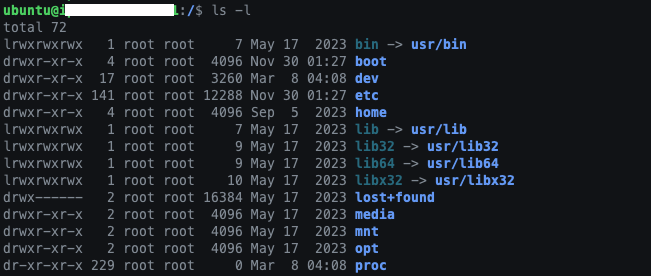 ubuntu@i :/$ ls -l
total 72
lrwxrwxrwx   1 root root     7 May 17  2023 bin -> usr/bin
drwxr-xr-x   4 root root  4096 Nov 30 01:27 boot
drwxr-xr-x  17 root root  3260 Mar  8 04:08 dev
drwxr-xr-x 141 root root 12288 Nov 30 01:27 etc
drwxr-xr-x   4 root root  4096 Sep  5  2023 home
lrwxrwxrwx   1 root root     7 May 17  2023 lib -> usr/lib
lrwxrwxrwx   1 root root     9 May 17  2023 lib32 -> usr/lib32
lrwxrwxrwx   1 root root     9 May 17  2023 lib64 -> usr/lib64
lrwxrwxrwx   1 root root    10 May 17  2023 libx32 -> usr/libx32
drwx------   2 root root 16384 May 17  2023 lost+found
drwxr-xr-x   2 root root  4096 May 17  2023 media
drwxr-xr-x   2 root root  4096 May 17  2023 mnt
drwxr-xr-x   2 root root  4096 May 17  2023 opt
dr-xr-xr-x 229 root root     0 Mar  8 04:08 proc